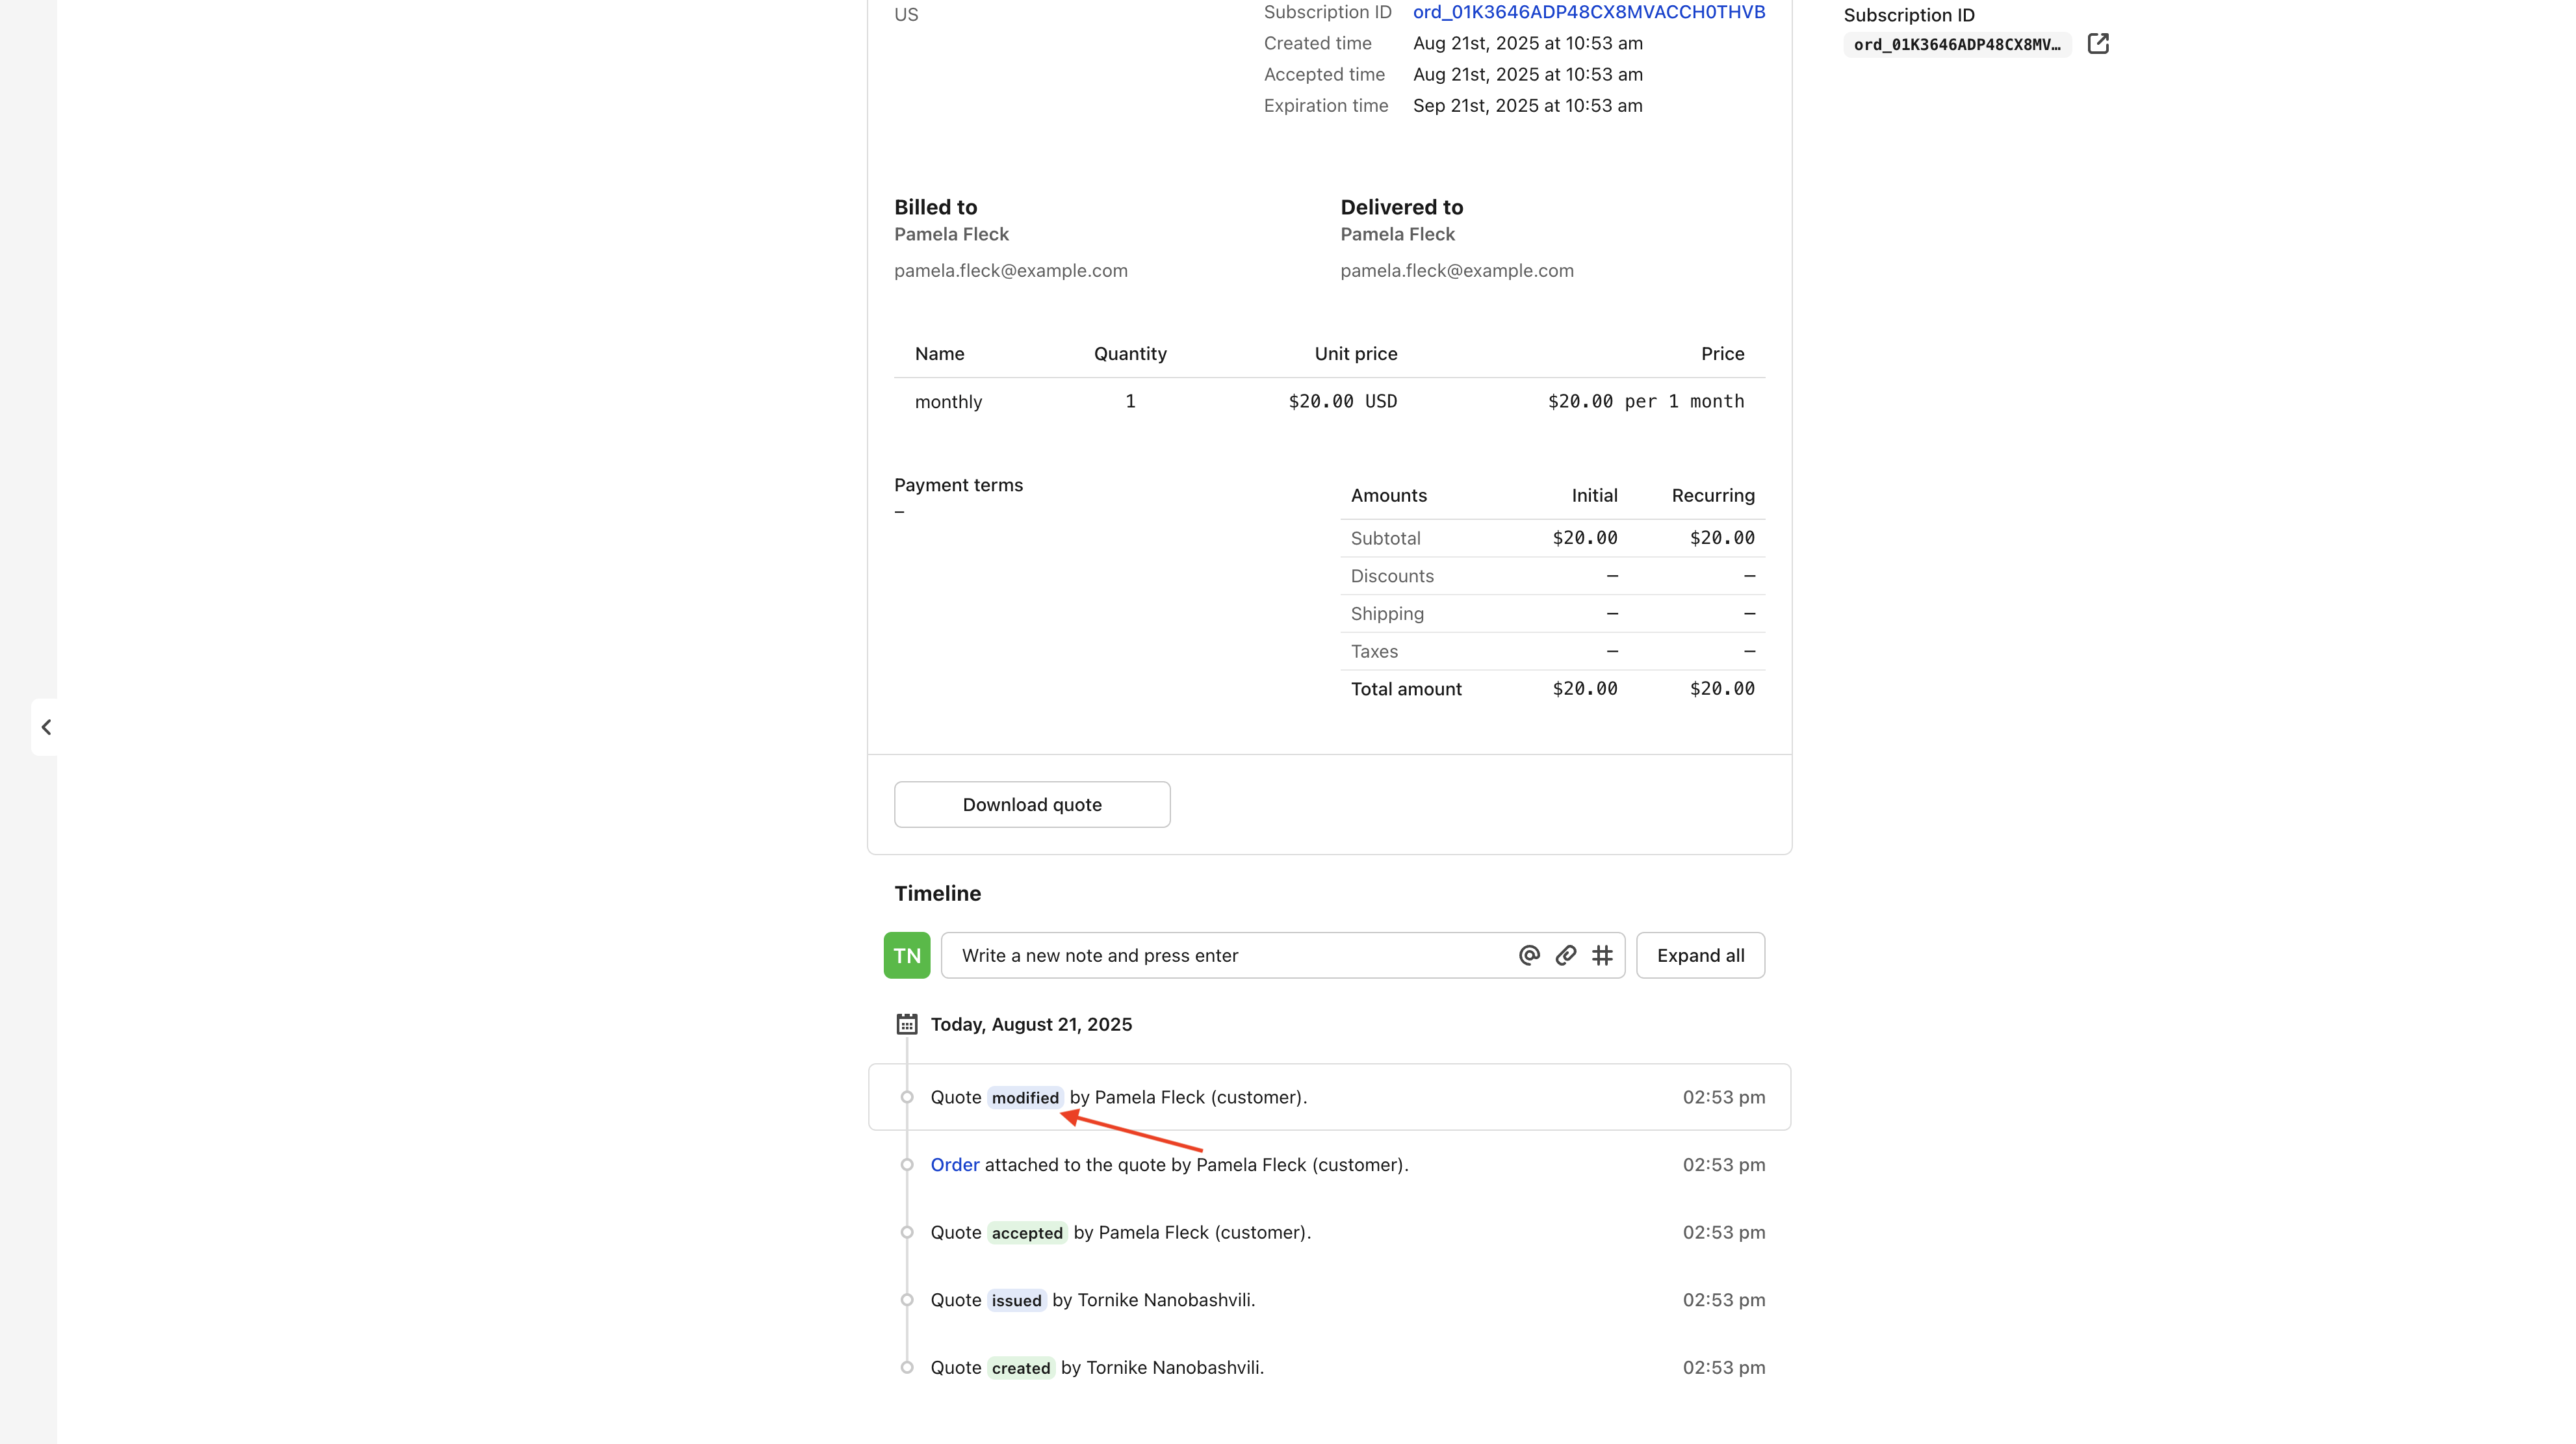 US
Subscription ID ord_01K3646ADP48CX8MVACCH0THVB
Created time Aug 21st, 2025 at 10:53 am
Accepted time Aug 21st, 2025 at 10:53 am
Expiration time Sep 21st, 2025 at 10:53 am
Subscription ID
ord_01K3646ADP48CX8MV…
Billed to
Pamela Fleck
pamela.fleck@example.com
Delivered to
Pamela Fleck
pamela.fleck@example.com
Name Quantity Unit price Price
monthly 1 $20.00 USD $20.00 per 1 month
Payment terms
–
Amounts Initial Recurring
Subtotal $20.00 $20.00
Discounts – –
Shipping – –
Taxes – –
Total amount $20.00 $20.00
Download quote
Timeline
TN Write a new note and press enter Expand all
Today, August 21, 2025
Quote modified by Pamela Fleck (customer). 02:53 pm
Order attached to the quote by Pamela Fleck (customer). 02:53 pm
Quote accepted by Pamela Fleck (customer). 02:53 pm
Quote issued by Tornike Nanobashvili. 02:53 pm
Quote created by Tornike Nanobashvili. 02:53 pm